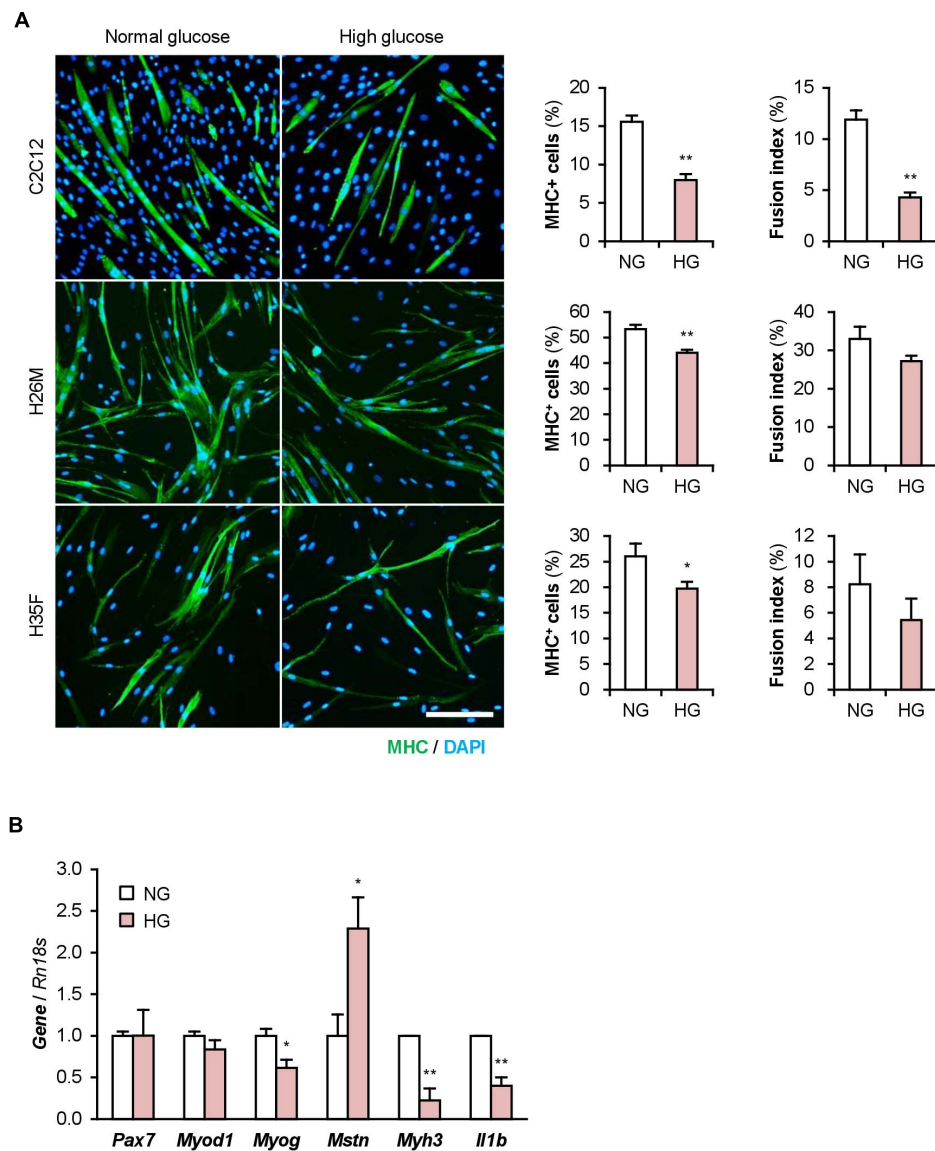 A
Normal glucose
High glucose
C2C12
H26M
H35F
MHC / DAPI
MHC+ cells (%)
20
15
10
5
0
NG
HG
**
Fusion index (%)
15
10
5
0
NG
HG
**
MHC⁺ cells (%)
60
50
40
30
20
10
0
NG
HG
**
Fusion index (%)
40
30
20
10
0
NG
HG
MHC⁺ cells (%)
30
25
20
15
10
5
0
NG
HG
*
Fusion index (%)
12
10
8
6
4
2
0
NG
HG
B
Gene / Rn18s
3.0
2.5
2.0
1.5
1.0
0.5
0.0
NG
HG
*
*
**
**
Pax7 Myod1 Myog Mstn Myh3 Il1b